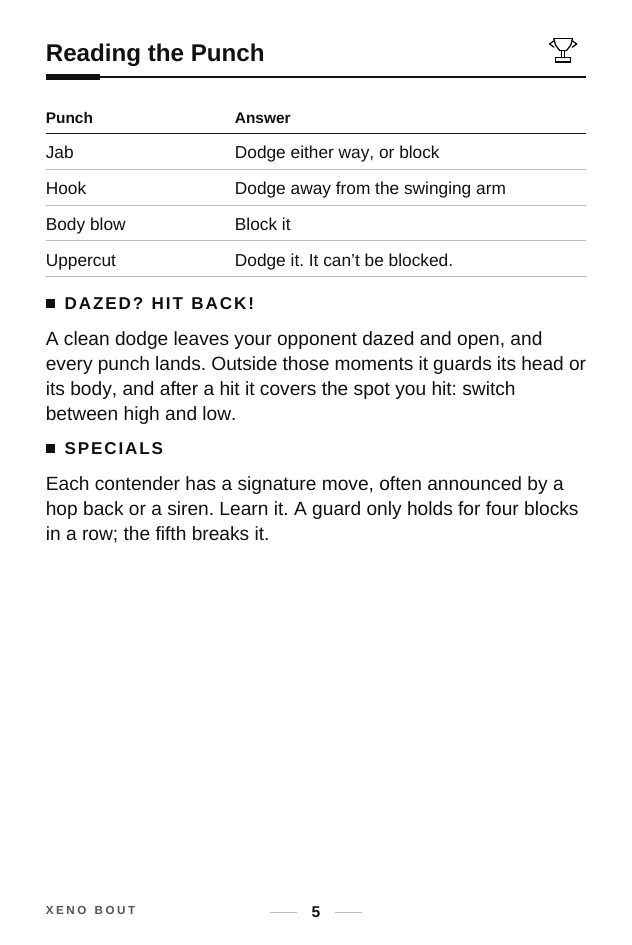 Reading the Punch
Punch Answer
Jab Dodge either way, or block
Hook Dodge away from the swinging arm
Body blow Block it
Uppercut Dodge it. It can’t be blocked.
DAZED? HIT BACK!
A clean dodge leaves your opponent dazed and open, and
every punch lands. Outside those moments it guards its head or
its body, and after a hit it covers the spot you hit: switch
between high and low.
SPECIALS
Each contender has a signature move, often announced by a
hop back or a siren. Learn it. A guard only holds for four blocks
in a row; the fifth breaks it.
XENO BOUT 5